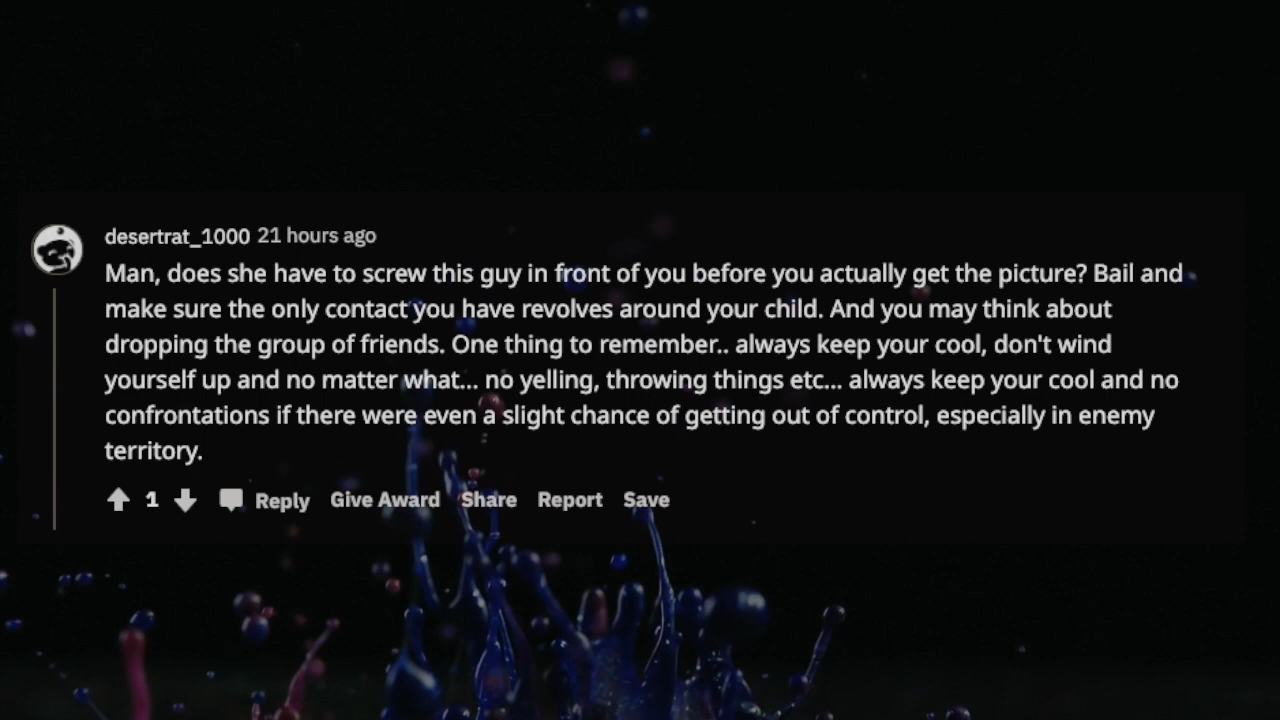 desertrat_1000 21 hours ago
Man, does she have to screw this guy in front of you before you actually get the picture? Bail and
make sure the only contact you have revolves around your child. And you may think about
dropping the group of friends. One thing to remember.. always keep your cool, don't wind
yourself up and no matter what... no yelling, throwing things etc... always keep your cool and no
confrontations if there were even a slight chance of getting out of control, especially in enemy
territory.
1 Reply Give Award Share Report Save